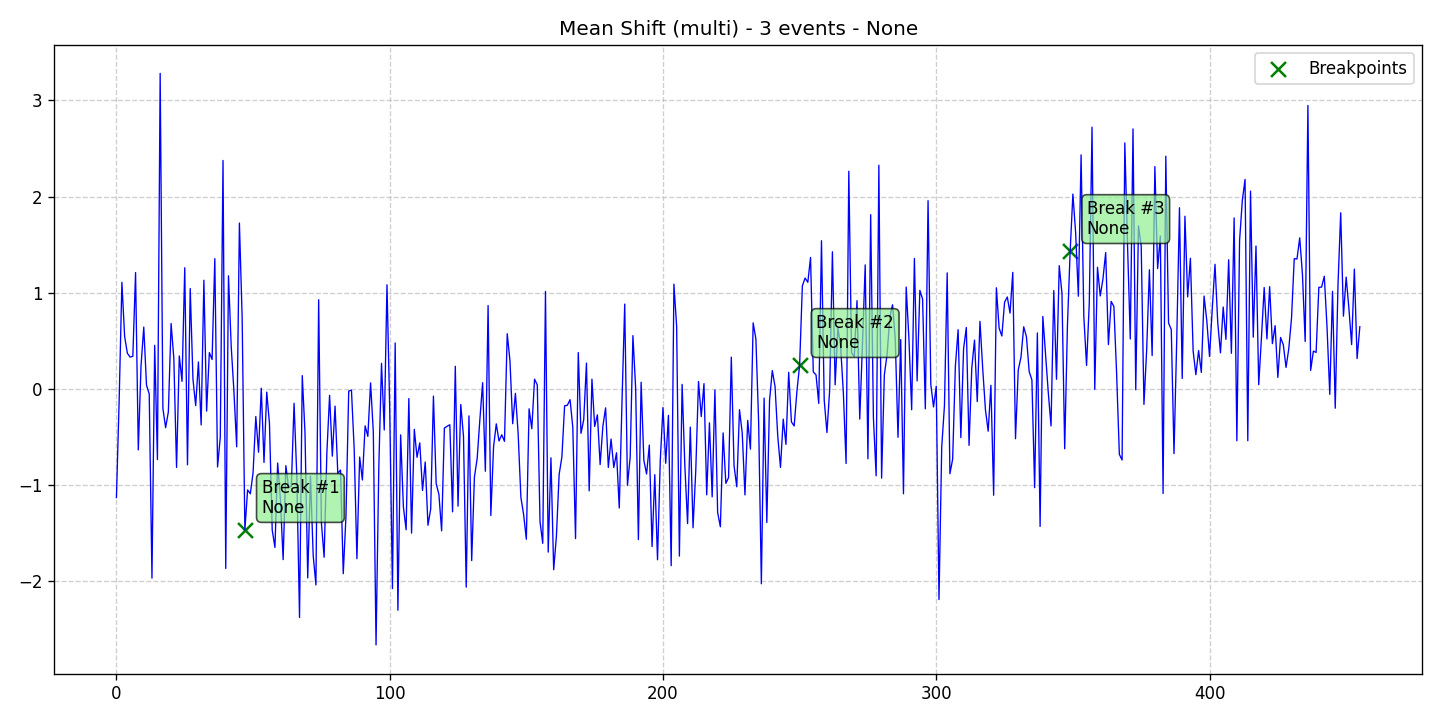 Mean Shift (multi) - 3 events - None
Breakpoints
3
2
1
0
−1
−2
Break #1
None
Break #2
None
Break #3
None
0
100
200
300
400